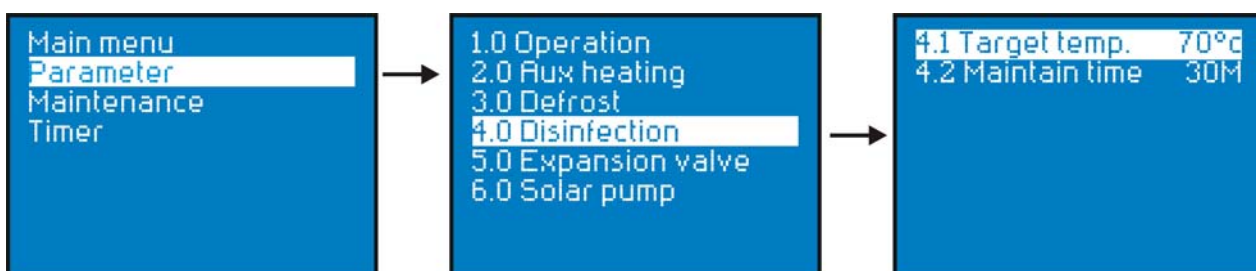 Main menu
Parameter
Maintenance
Timer
1.0 Operation
2.0 Aux heating
3.0 Defrost
4.0 Disinfection
5.0 Expansion valve
6.0 Solar pump
4.1 Target temp. 70°c
4.2 Maintain time 30M